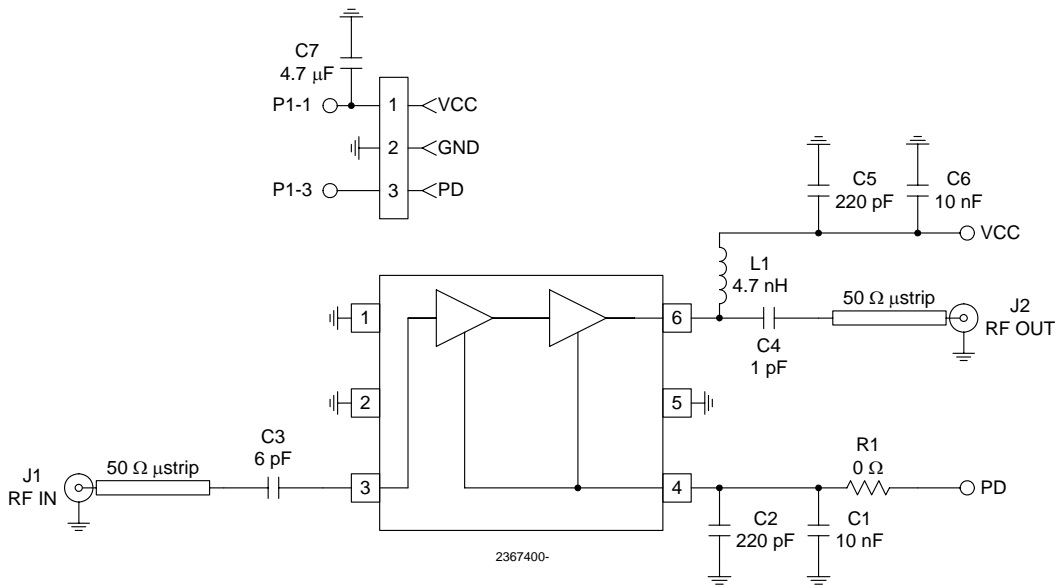 C7
4.7 μF
P1-1
1
VCC
2
GND
P1-3
3
PD
C5
220 pF
C6
10 nF
VCC
L1
4.7 nH
50 Ω μstrip
J2
RF OUT
C4
1 pF
1
6
2
5
C3
6 pF
R1
0 Ω
J1
RF IN
50 Ω μstrip
3
4
PD
C2
220 pF
C1
10 nF
2367400-